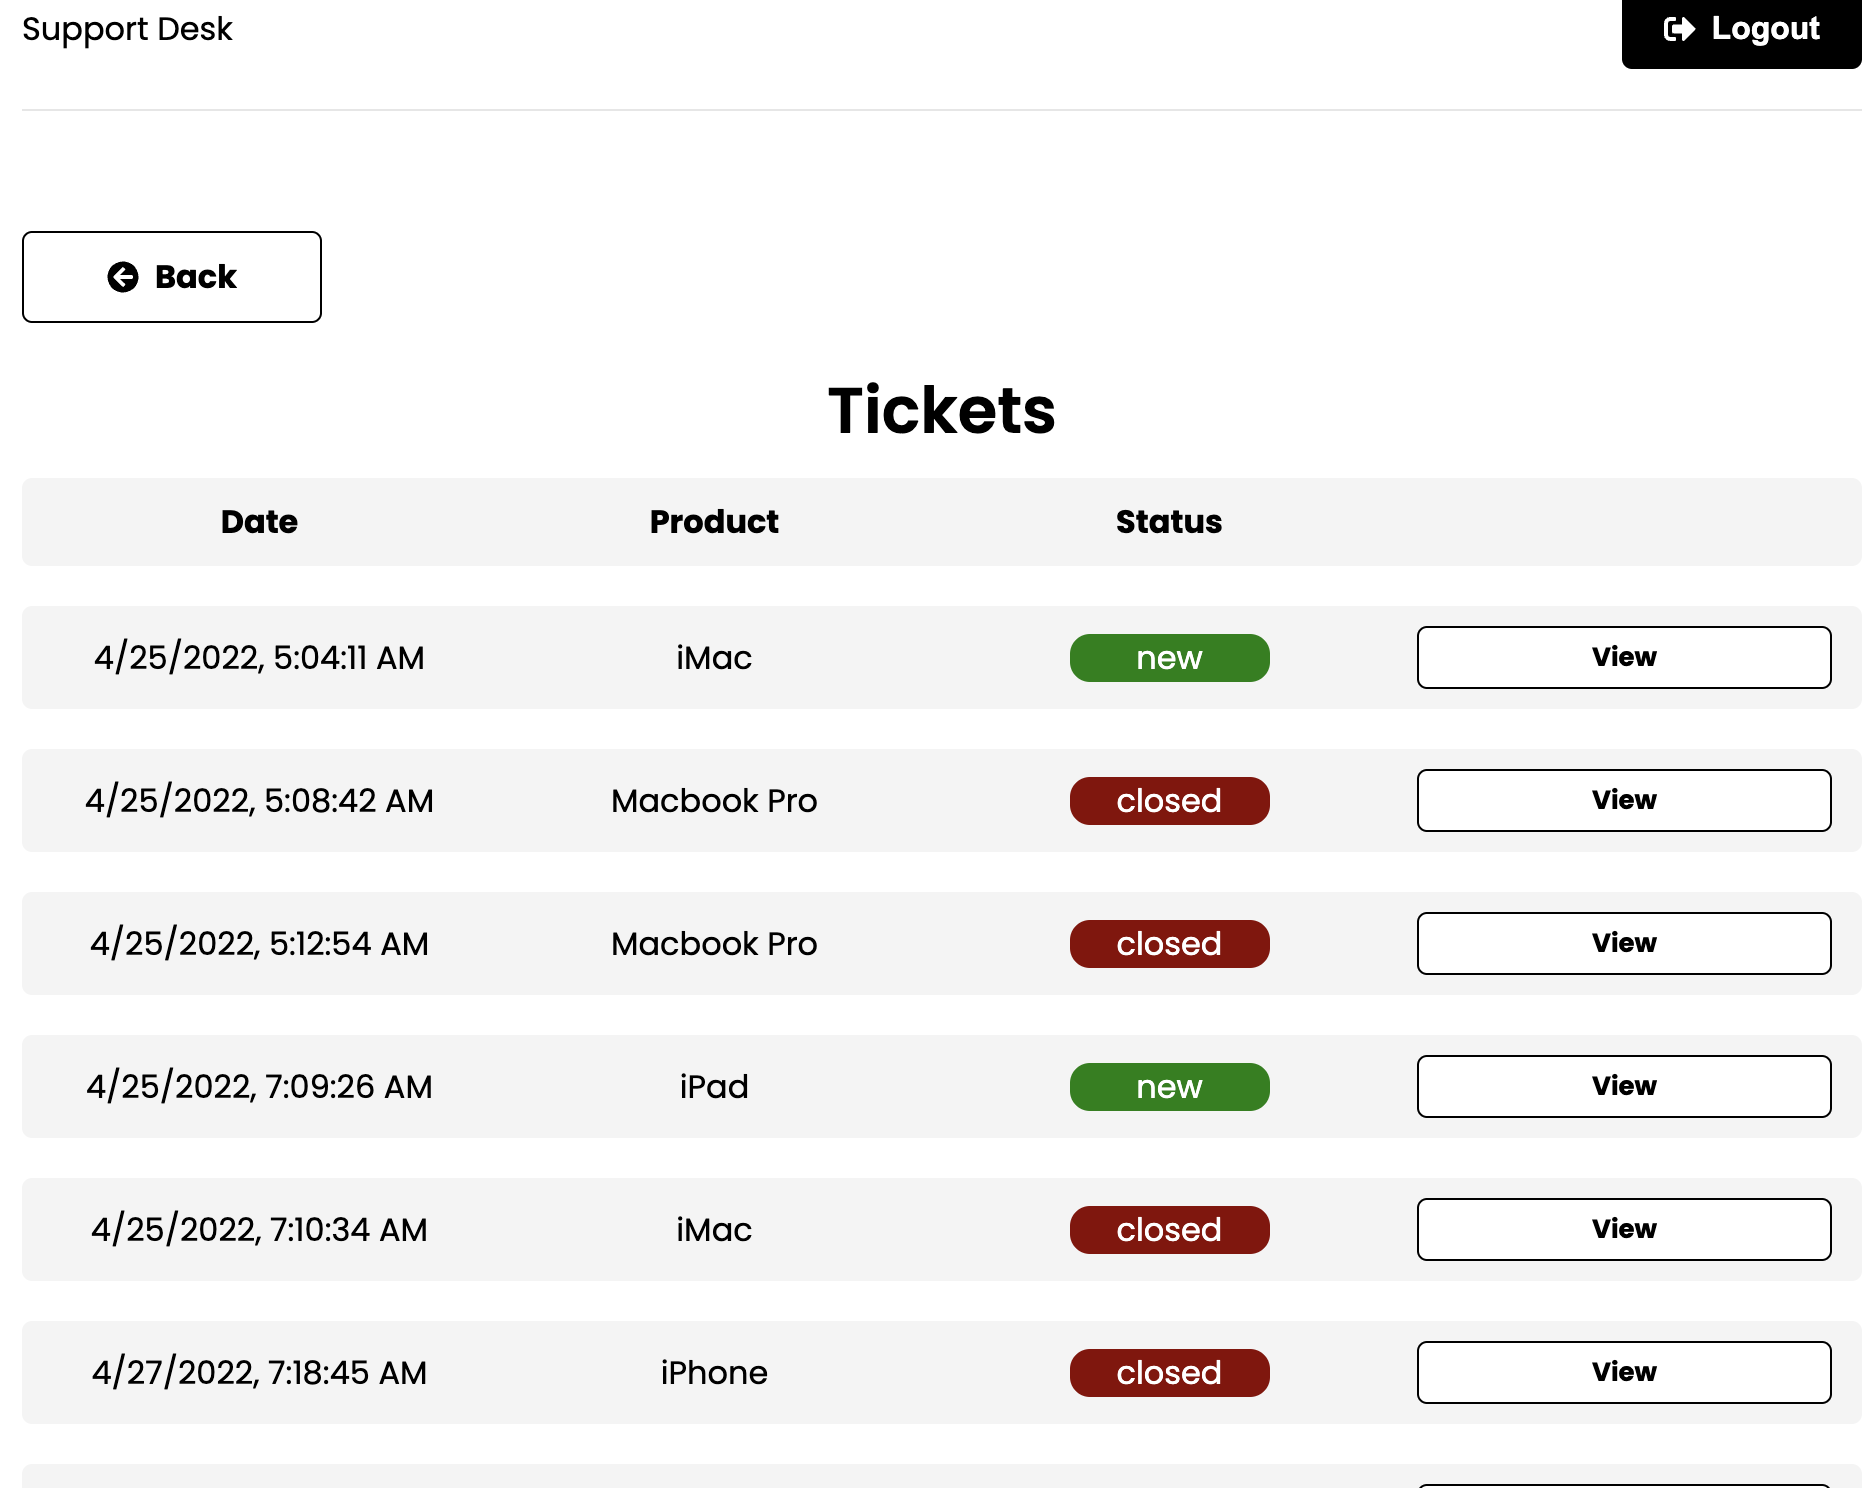 Support Desk
Logout
Back
Tickets
Date Product Status
4/25/2022, 5:04:11 AM iMac new View
4/25/2022, 5:08:42 AM Macbook Pro closed View
4/25/2022, 5:12:54 AM Macbook Pro closed View
4/25/2022, 7:09:26 AM iPad new View
4/25/2022, 7:10:34 AM iMac closed View
4/27/2022, 7:18:45 AM iPhone closed View